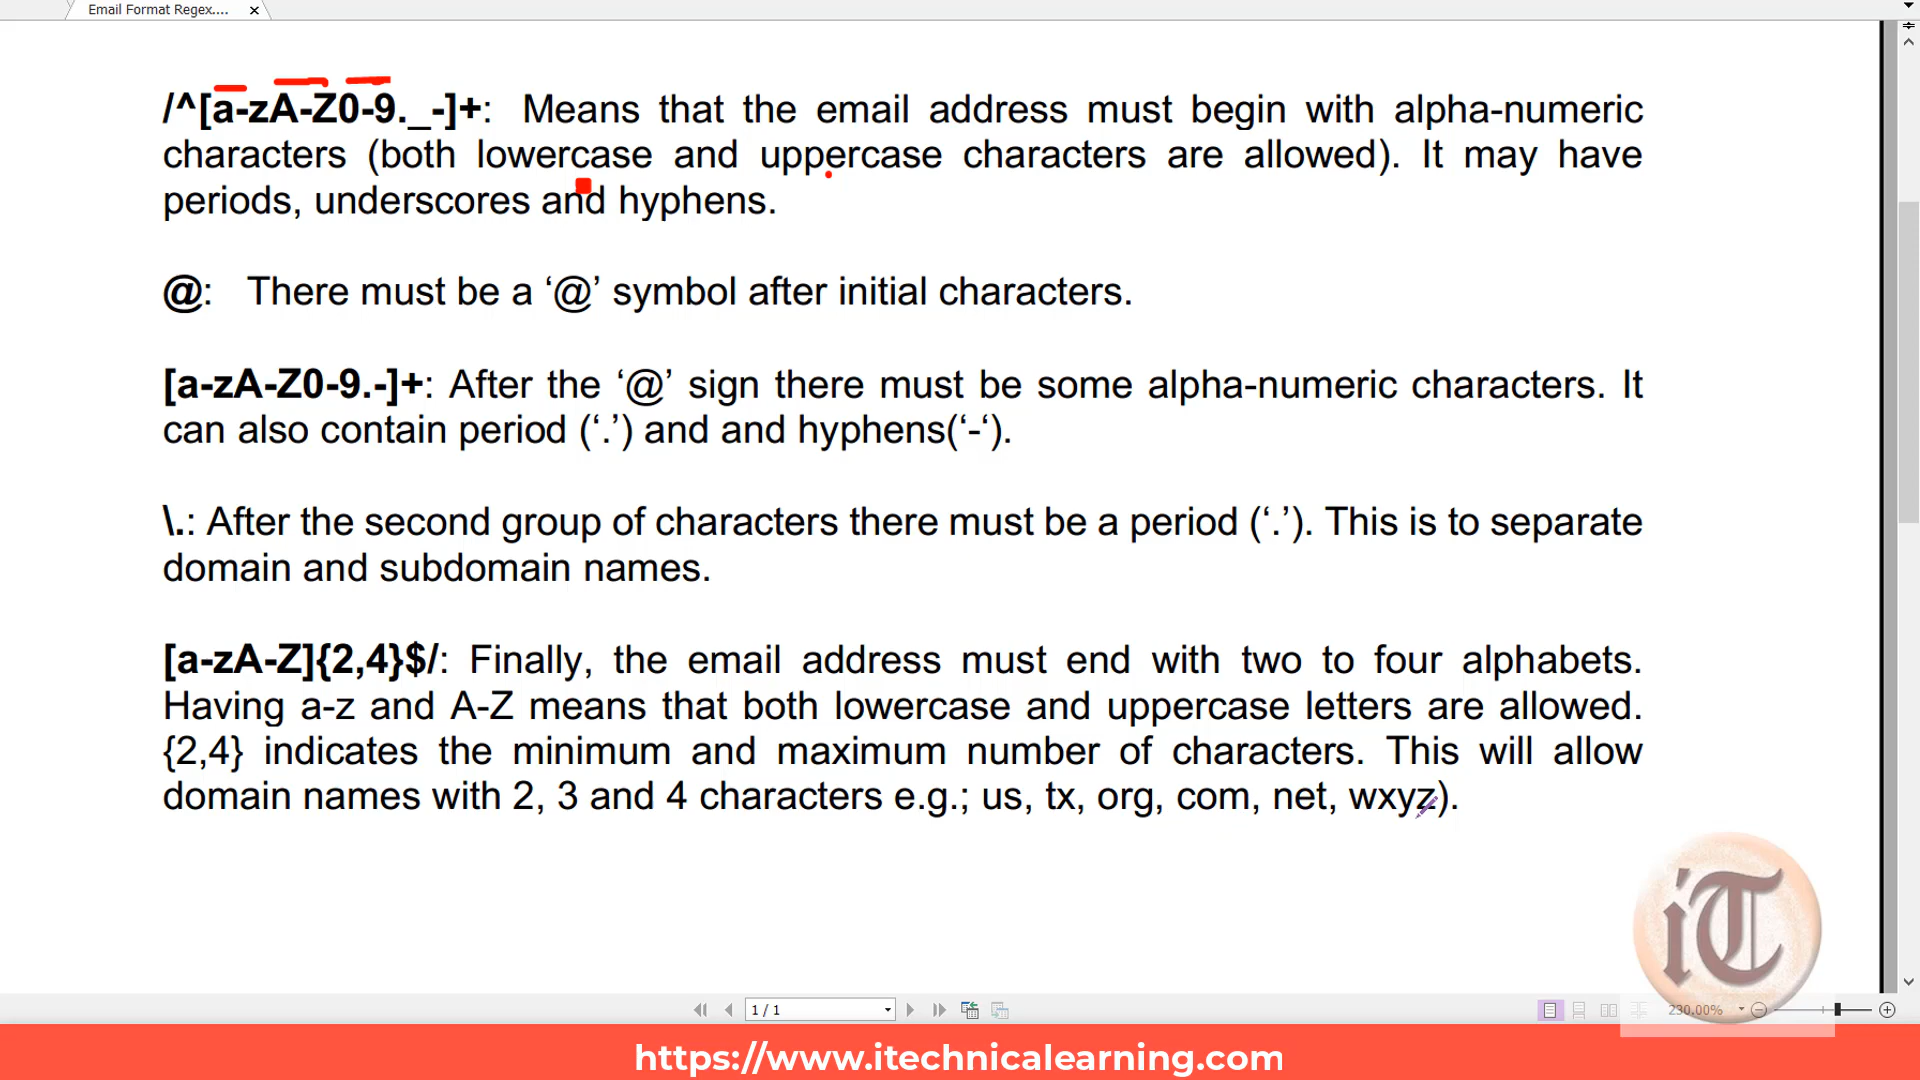 Email Format Regex....
/^[a-zA-Z0-9._-]+: Means that the email address must begin with alpha-numeric
characters (both lowercase and uppercase characters are allowed). It may have
periods, underscores and hyphens.
@: There must be a ‘@’ symbol after initial characters.
[a-zA-Z0-9.-]+: After the ‘@’ sign there must be some alpha-numeric characters. It
can also contain period (‘.’) and and hyphens(‘-‘).
\.: After the second group of characters there must be a period (‘.’). This is to separate
domain and subdomain names.
[a-zA-Z]{2,4}$/: Finally, the email address must end with two to four alphabets.
Having a-z and A-Z means that both lowercase and uppercase letters are allowed.
{2,4} indicates the minimum and maximum number of characters. This will allow
domain names with 2, 3 and 4 characters e.g.; us, tx, org, com, net, wxyz).
iT
1 / 1
230.00%
https://www.itechnicalearning.com